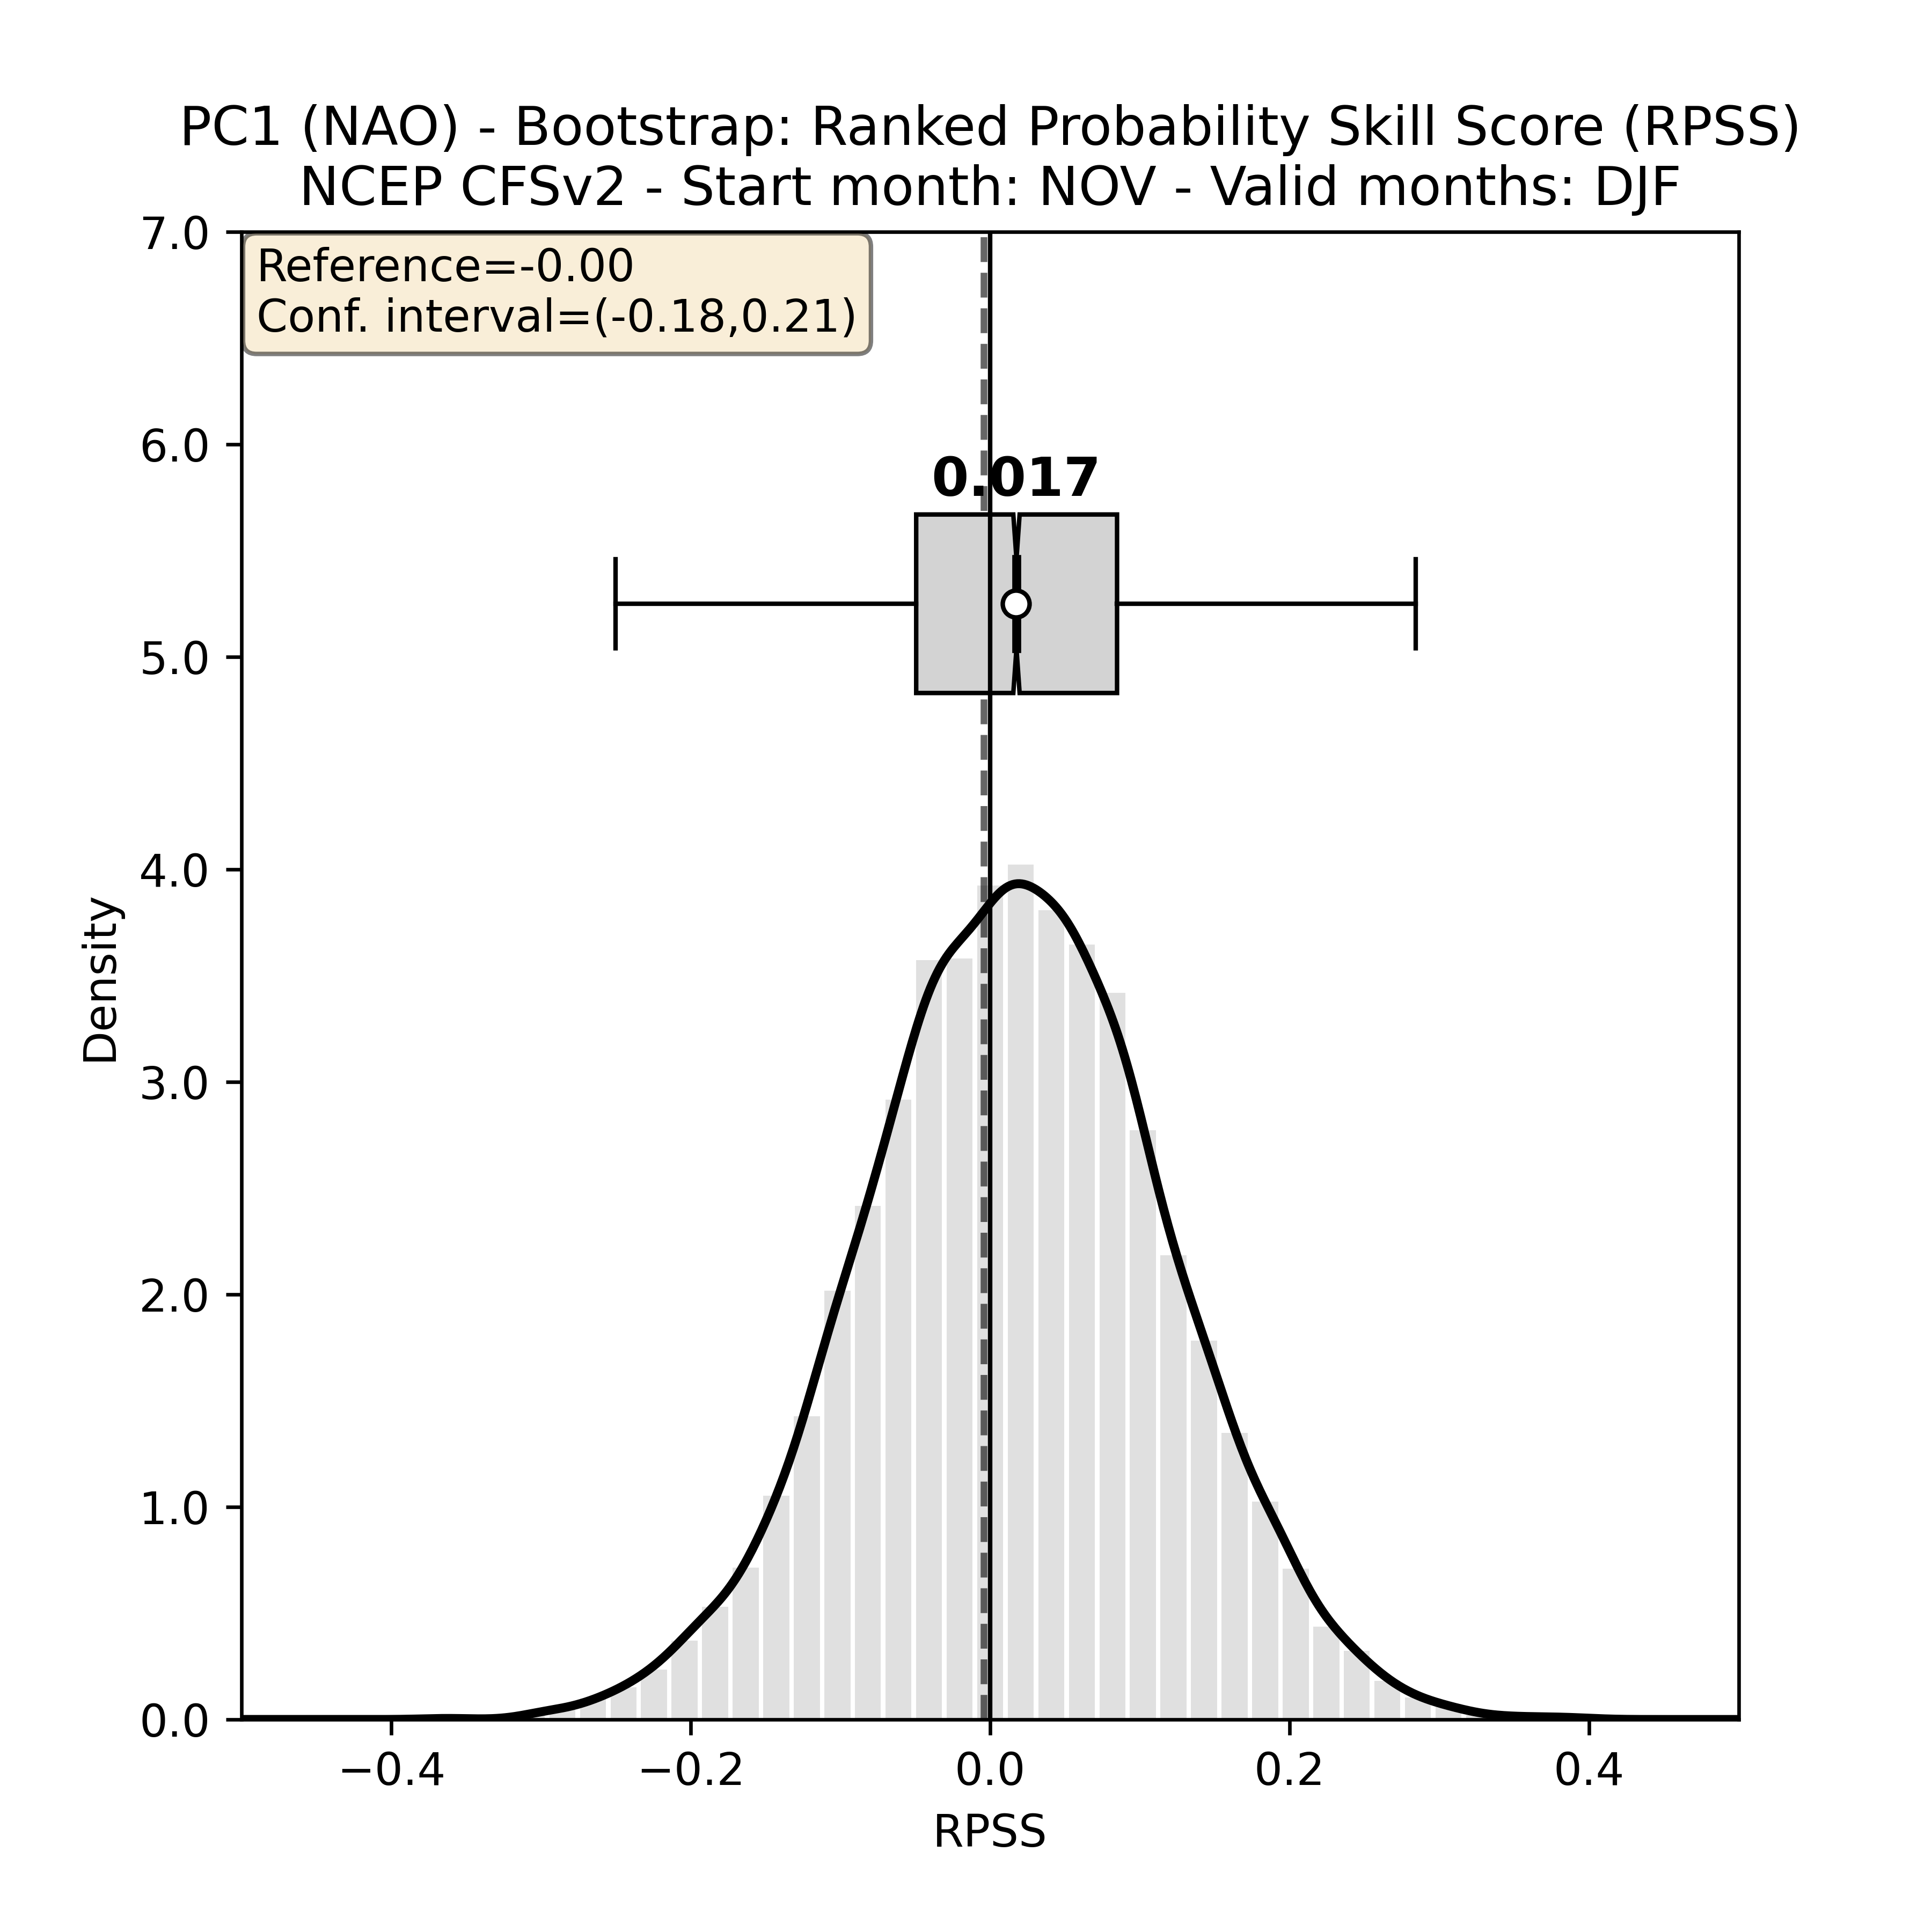 PC1 (NAO) - Bootstrap: Ranked Probability Skill Score (RPSS)
NCEP CFSv2 - Start month: NOV - Valid months: DJF
Reference=-0.00
Conf. interval=(-0.18,0.21)
0.017
Density
7.0
6.0
5.0
4.0
3.0
2.0
1.0
0.0
−0.4
−0.2
0.0
0.2
0.4
RPSS